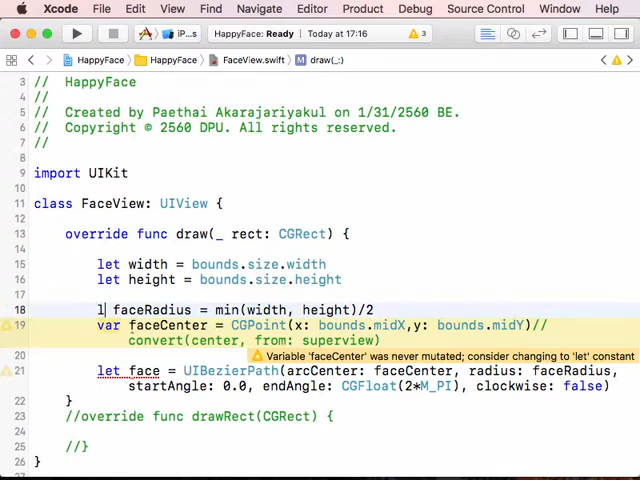 Xcode File Edit View Find Navigate Editor Product Debug Source Control Window Help
iP... HappyFace: Ready Today at 17:16 3
HappyFace HappyFace FaceView.swift M draw(_:)
3 // HappyFace
4 //
5 // Created by Paethai Akarajariyakul on 1/31/2560 BE.
6 // Copyright © 2560 DPU. All rights reserved.
7 //
8
9 import UIKit
10
11 class FaceView: UIView {
12
13 override func draw(_ rect: CGRect) {
14
15 let width = bounds.size.width
16 let height = bounds.size.height
17
18 l faceRadius = min(width, height)/2
19 var faceCenter = CGPoint(x: bounds.midX,y: bounds.midY)//
convert(center, from: superview)
20 Variable 'faceCenter' was never mutated; consider changing to 'let' constant
21 let face = UIBezierPath(arcCenter: faceCenter, radius: faceRadius,
startAngle: 0.0, endAngle: CGFloat(2*M_PI), clockwise: false)
22 }
23 //override func drawRect(CGRect) {
24
25 //}
26 }
27